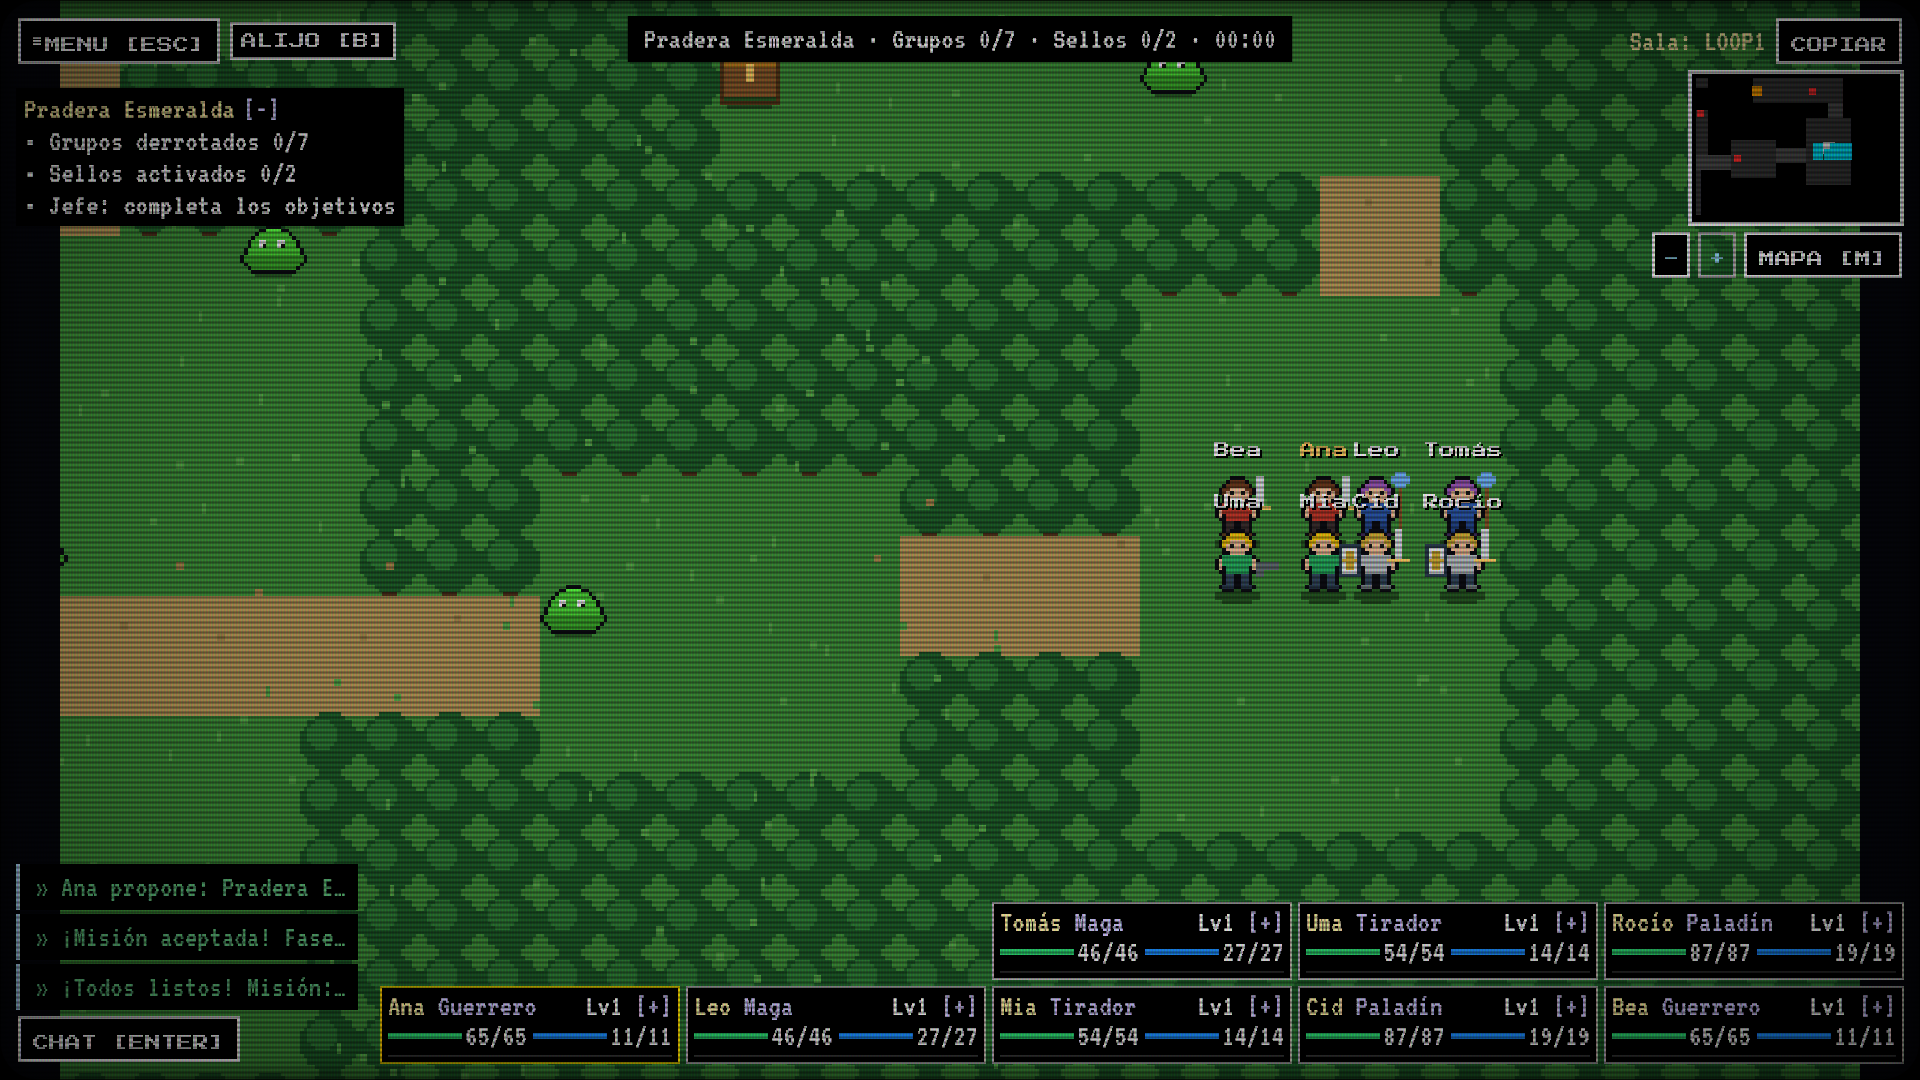 ≡MENU [ESC]
ALIJO [B]
Pradera Esmeralda · Grupos 0/7 · Sellos 0/2 · 00:00
Sala: LOOP1
COPIAR
Pradera Esmeralda [-]
· Grupos derrotados 0/7
· Sellos activados 0/2
· Jefe: completa los objetivos
- + MAPA [M]
Bea Ana Leo Tomás
Uma Mia Cid Rocío
» Ana propone: Pradera E…
» ¡Misión aceptada! Fase…
» ¡Todos listos! Misión:…
CHAT [ENTER]
Tomás Maga Lv1 [+]
46/46 27/27
Uma Tirador Lv1 [+]
54/54 14/14
Rocío Paladín Lv1 [+]
87/87 19/19
Ana Guerrero Lv1 [+]
65/65 11/11
Leo Maga Lv1 [+]
46/46 27/27
Mia Tirador Lv1 [+]
54/54 14/14
Cid Paladín Lv1 [+]
87/87 19/19
Bea Guerrero Lv1 [+]
65/65 11/11